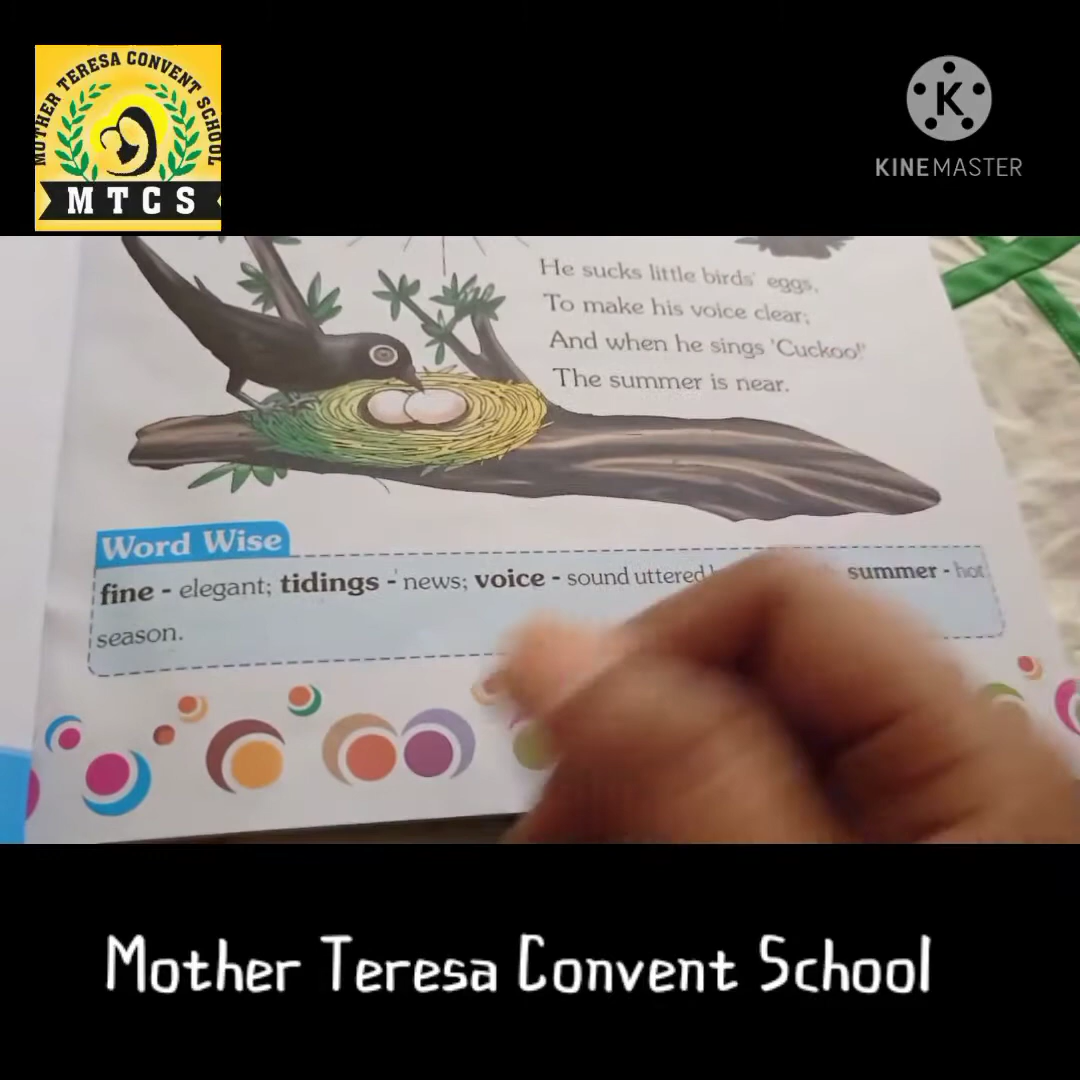 MOTHER TERESA CONVENT SCHOOL
MTCS
K
KINEMASTER
He sucks little birds' eggs,
To make his voice clear;
And when he sings 'Cuckoo!'
The summer is near.
Word Wise
fine - elegant; tidings - news; voice - sound uttered summer - hot
season.
Mother Teresa Convent School